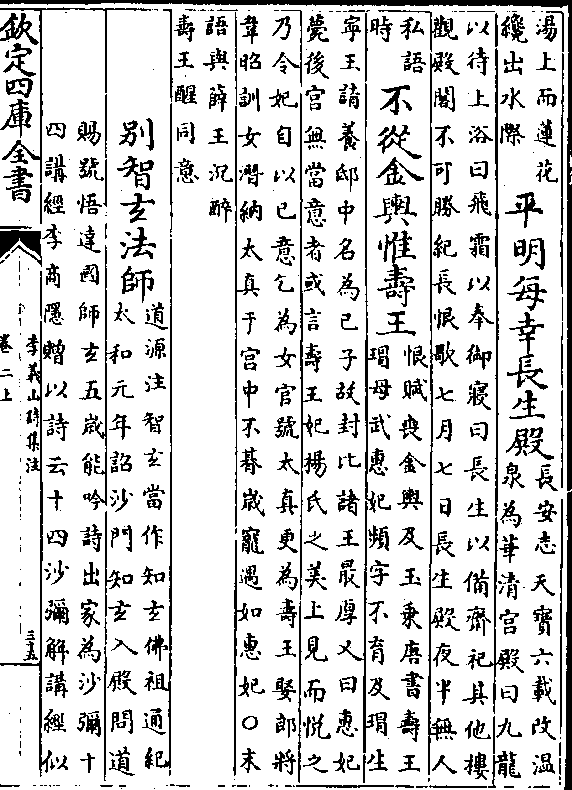 湯上而蓮花
纔出水際
平明每幸長生殿
長安志天寳六載改温
泉為華清宫殿曰九龍
以待上浴曰飛霜以奉御寢曰長生以備齋祀其他樓
觀殿閣不可勝紀長恨歌七月七日長生殿夜半無人
私語
時
不從金輿惟壽王
恨賦喪金輿及玉乗唐書壽王
瑁母武惠妃頻字不育及瑁生
寧王請養邸中名為已子故封比諸王最厚又曰惠妃
薨後宫無當意者或言壽王妃楊氏之美上見而悦之
乃令妃自以已意乞為女官號太真更為壽王娶郎將
韋昭訓女潛納太真于宫中不朞歳寵遇如惠妃○末
語與薛王沉醉
壽王醒同意
別智玄法師
道源注智玄當作知玄佛祖通紀
太和元年詔沙門知玄入殿問道
賜號悟達國師玄五歳能吟詩出家為沙彌十
四講經李商隱贈以詩云十四沙彌解講經似
欽定四庫全書
李義山詩集注
卷二上
三五